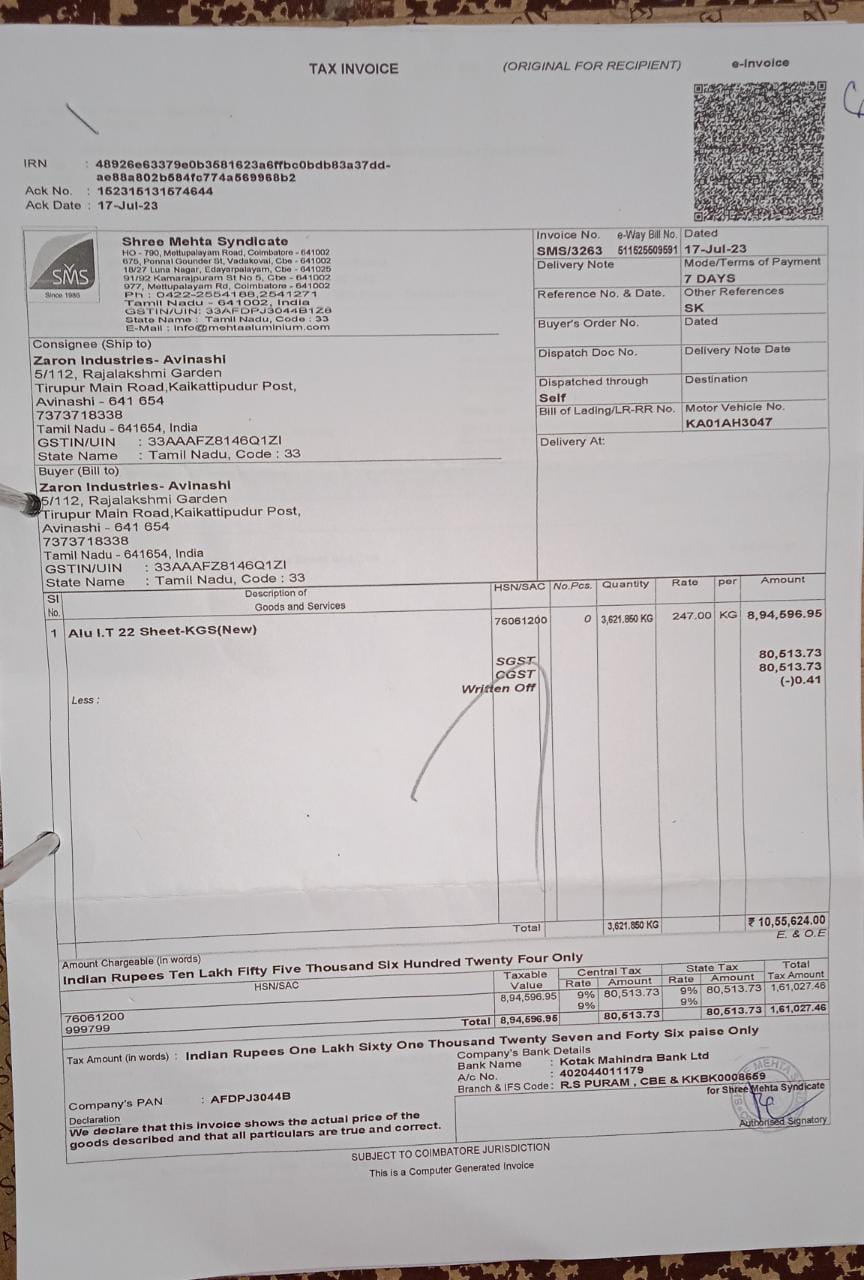 TAX INVOICE
(ORIGINAL FOR RECIPIENT)
e-Invoice
IRN : 48926e63379e0b3581623a6ffbc0bdb83a37dd-
ae88a802b584fc774a569968b2
Ack No. : 152315131574644
Ack Date : 17-Jul-23
SMS
Since 1986
Shree Mehta Syndicate
HO - 790, Mettupalayam Road, Coimbatore - 641002
675, Ponnai Gounder St, Vadakovai, Cbe - 641002
18/27 Luna Nagar, Edayarpalayam, Cbe - 641025
91/92 Kamarajpuram St No 5, Cbe - 641002
977, Mettupalayam Rd, Coimbatore - 641002
Ph : 0422-2554188,2541271
Tamil Nadu - 641002, India
GSTIN/UIN: 33AFDPJ3044B1Z8
State Name : Tamil Nadu, Code : 33
E-Mail : info@mehtaaluminium.com
Invoice No. e-Way Bill No. Dated
SMS/3263 511525509591 17-Jul-23
Delivery Note Mode/Terms of Payment
7 DAYS
Reference No. & Date. Other References
SK
Buyer's Order No. Dated
Dispatch Doc No. Delivery Note Date
Dispatched through Destination
Self
Bill of Lading/LR-RR No. Motor Vehicle No.
KA01AH3047
Delivery At:
Consignee (Ship to)
Zaron Industries- Avinashi
5/112, Rajalakshmi Garden
Tirupur Main Road,Kaikattipudur Post,
Avinashi - 641 654
7373718338
Tamil Nadu - 641654, India
GSTIN/UIN : 33AAAFZ8146Q1ZI
State Name : Tamil Nadu, Code : 33
Buyer (Bill to)
Zaron Industries- Avinashi
5/112, Rajalakshmi Garden
Tirupur Main Road,Kaikattipudur Post,
Avinashi - 641 654
7373718338
Tamil Nadu - 641654, India
GSTIN/UIN : 33AAAFZ8146Q1ZI
State Name : Tamil Nadu, Code : 33
Sl No. Description of Goods and Services HSN/SAC No.Pcs. Quantity Rate per Amount
1 Alu I.T 22 Sheet-KGS(New) 76061200 0 3,621.850 KG 247.00 KG 8,94,596.95
SGST 80,513.73
CGST 80,513.73
Less : Written Off (-)0.41
Total 3,621.850 KG ₹ 10,55,624.00
E. & O.E
Amount Chargeable (in words)
Indian Rupees Ten Lakh Fifty Five Thousand Six Hundred Twenty Four Only
HSN/SAC Taxable Value Central Tax State Tax Total Tax Amount
Rate Amount Rate Amount
76061200 8,94,596.95 9% 80,513.73 9% 80,513.73 1,61,027.46
999799 9% 9%
Total 8,94,596.95 80,513.73 80,513.73 1,61,027.46
Tax Amount (in words) : Indian Rupees One Lakh Sixty One Thousand Twenty Seven and Forty Six paise Only
Company's Bank Details
Bank Name : Kotak Mahindra Bank Ltd
A/c No. : 402044011179
Branch & IFS Code : R.S PURAM , CBE & KKBK0008659
Company's PAN : AFDPJ3044B
Declaration
We declare that this invoice shows the actual price of the
goods described and that all particulars are true and correct.
for Shree Mehta Syndicate
Authorised Signatory
SUBJECT TO COIMBATORE JURISDICTION
This is a Computer Generated Invoice